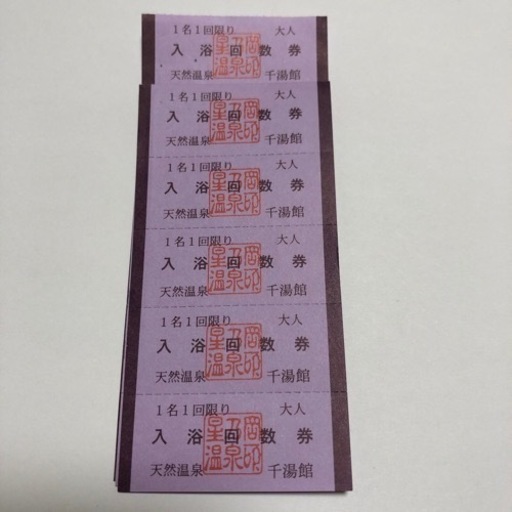 1名1回限り 大人
入浴回数券
天然温泉 千湯館
1名1回限り 大人
入浴回数券
天然温泉 千湯館
1名1回限り 大人
入浴回数券
天然温泉 千湯館
1名1回限り 大人
入浴回数券
天然温泉 千湯館
1名1回限り 大人
入浴回数券
天然温泉 千湯館
1名1回限り 大人
入浴回数券
天然温泉 千湯館